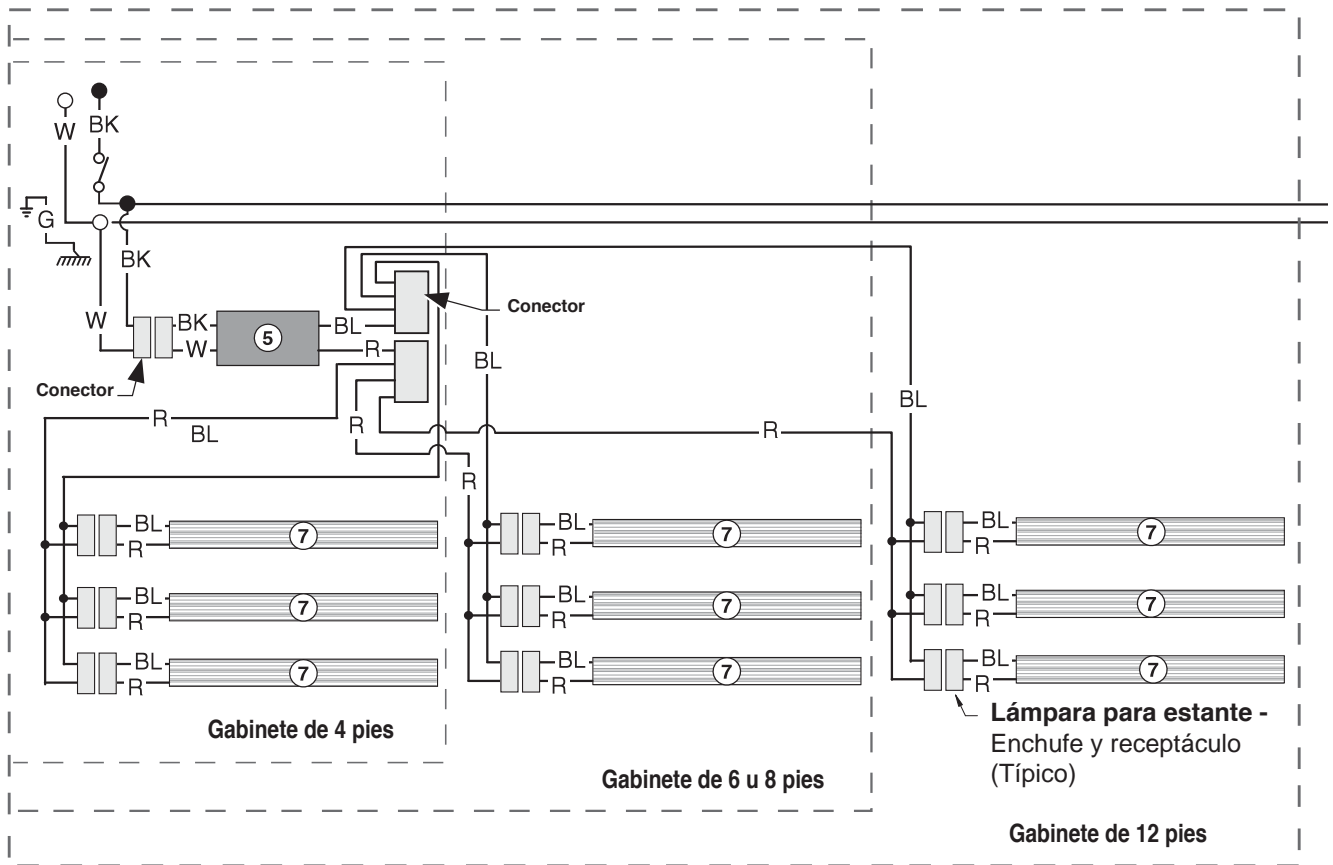 W BK
G
BK
W BK W 5 BL R
Conector
Conector
BL
BL
R
BL
R
R
R
BL R 7
BL R 7
BL R 7
BL R 7
BL R 7
BL R 7
BL R 7
BL R 7
BL R 7
Gabinete de 4 pies
Gabinete de 6 u 8 pies
Lámpara para estante -
Enchufe y receptáculo
(Típico)
Gabinete de 12 pies